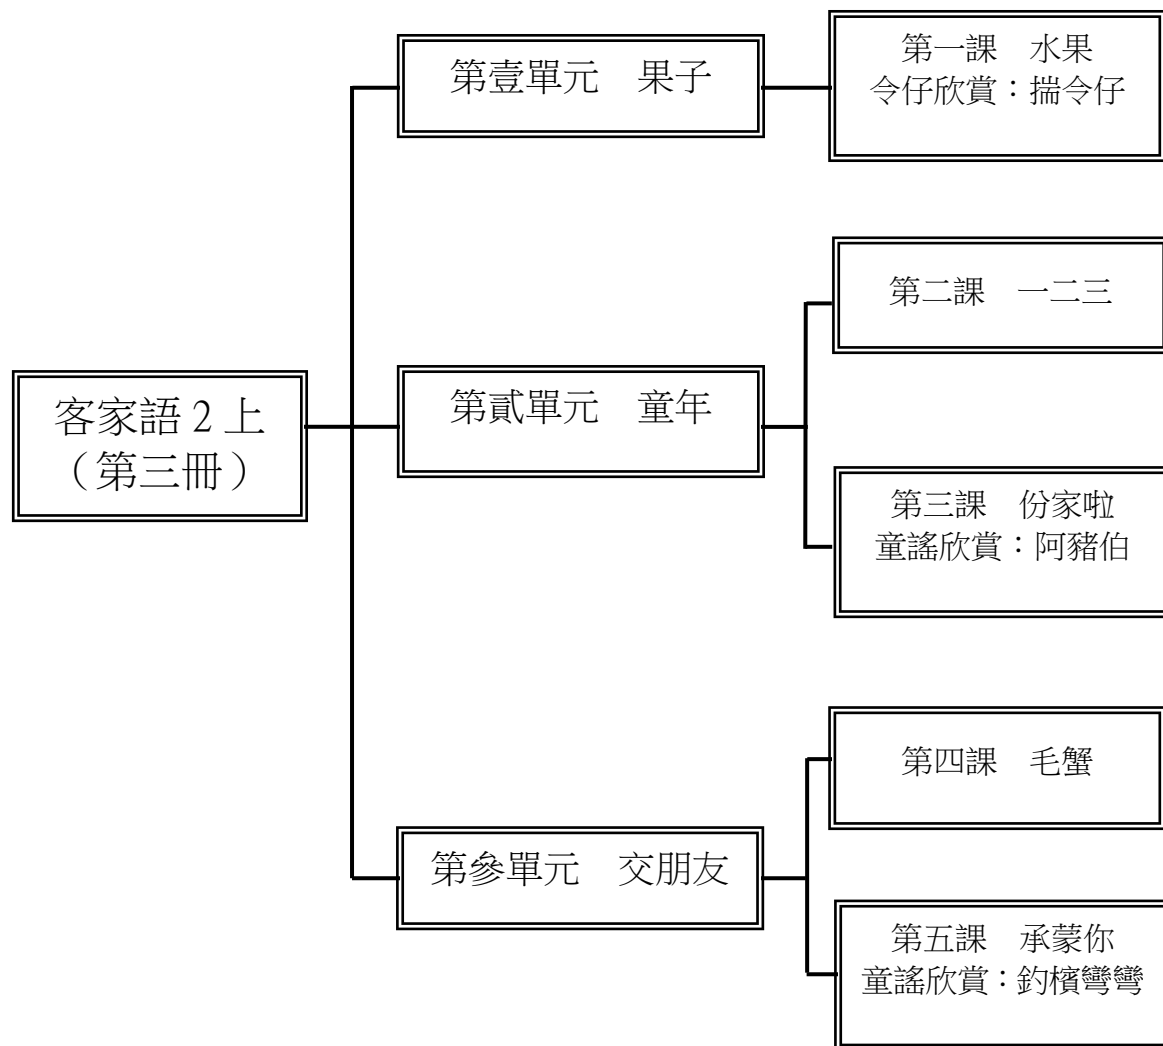 客家語 2 上
（第三冊）
第壹單元　果子
第一課　水果
令仔欣賞：揣令仔
第貳單元　童年
第二課　一二三
第三課　份家啦
童謠欣賞：阿豬伯
第參單元　交朋友
第四課　毛蟹
第五課　承蒙你
童謠欣賞：釣檳彎彎